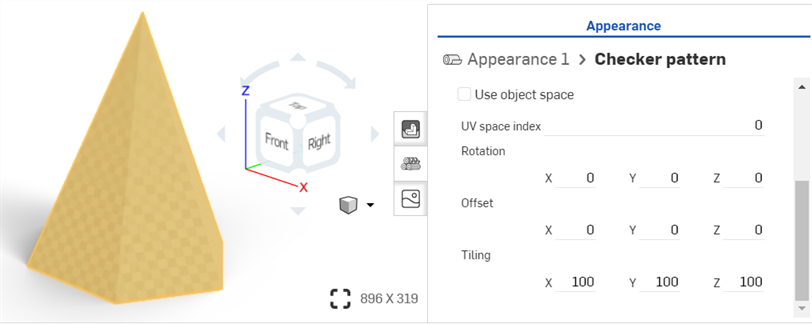 Appearance
Appearance 1 > Checker pattern
Use object space
UV space index 0
Rotation
X 0 Y 0 Z 0
Offset
X 0 Y 0 Z 0
Tiling
X 100 Y 100 Z 100
Z
Front Right
X
896 X 319